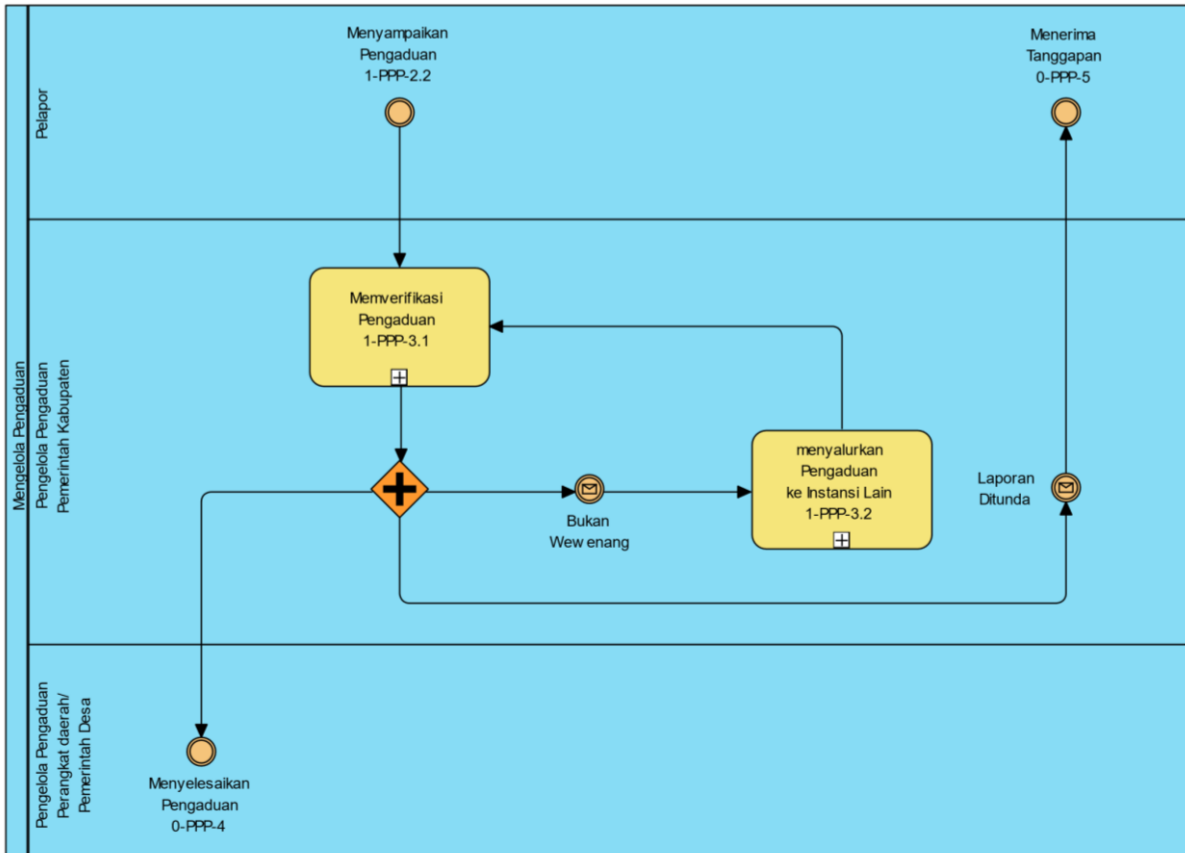 Mengelola Pengaduan
Pelapor
Menyampaikan
Pengaduan
1-PPP-2.2
Menerima
Tanggapan
0-PPP-5
Pengelola Pengaduan
Pemerintah Kabupaten
Memverifikasi
Pengaduan
1-PPP-3.1
Bukan
Wew enang
menyalurkan
Pengaduan
ke Instansi Lain
1-PPP-3.2
Laporan
Ditunda
Pengelola Pengaduan
Perangkat daerah/
Pemerintah Desa
Menyelesaikan
Pengaduan
0-PPP-4